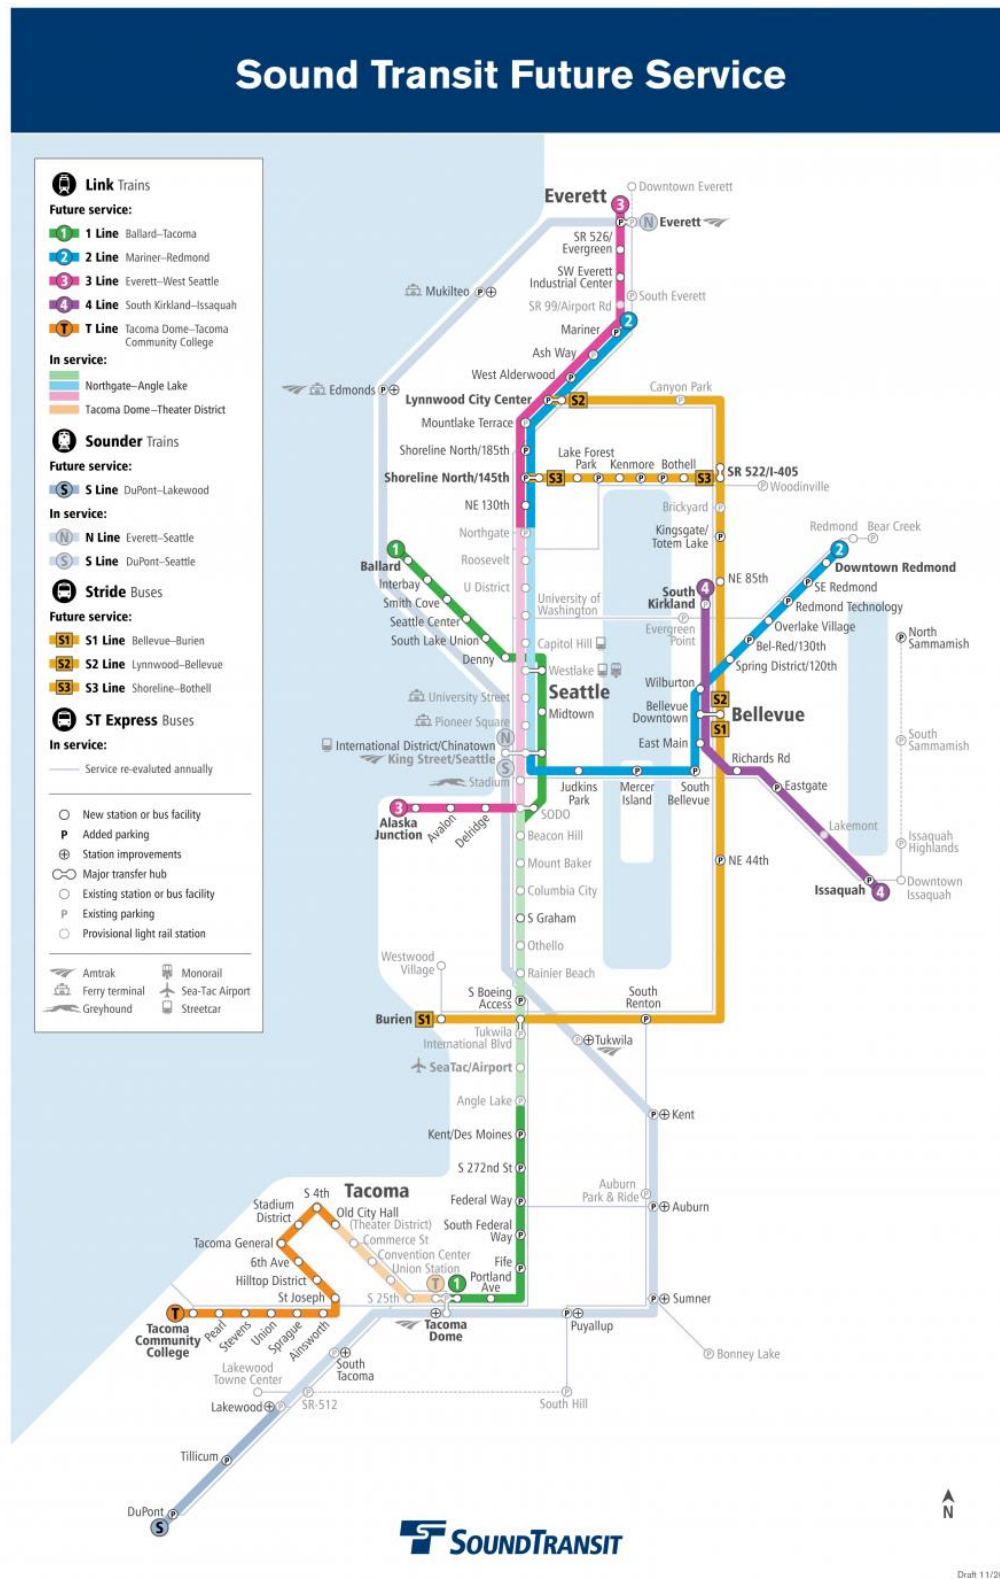 Sound Transit Future Service
Link Trains
Future service:
1 1 Line Ballard–Tacoma
2 2 Line Mariner–Redmond
3 3 Line Everett–West Seattle
4 4 Line South Kirkland–Issaquah
T T Line Tacoma Dome–Tacoma
Community College
In service:
Northgate–Angle Lake
Tacoma Dome–Theater District
Sounder Trains
Future service:
S S Line DuPont–Lakewood
In service:
N N Line Everett–Seattle
S S Line DuPont–Seattle
Stride Buses
Future service:
S1 S1 Line Bellevue–Burien
S2 S2 Line Lynnwood–Bellevue
S3 S3 Line Shoreline–Bothell
ST Express Buses
In service:
Service re-evaluted annually
New station or bus facility
P Added parking
Station improvements
Major transfer hub
Existing station or bus facility
P Existing parking
Provisional light rail station
Amtrak
Monorail
Ferry terminal
Sea-Tac Airport
Greyhound
Streetcar
Downtown Everett
Everett
3
P P N Everett
SR 526/
Evergreen
SW Everett
Industrial Center
P South Everett
SR 99/Airport Rd
Mukilteo P
2
Mariner P
Ash Way P
West Alderwood P
Edmonds P
Canyon Park
P
Lynnwood City Center P S2
Mountlake Terrace P
Shoreline North/185th P
Lake Forest
Park
Kenmore
Bothell
Shoreline North/145th P S3 P P P S3
SR 522/I-405
P Woodinville
NE 130th
Brickyard P
Northgate P
Kingsgate/
Totem Lake P
Redmond
Bear Creek
P
1
Ballard
2
Downtown Redmond
Roosevelt
Interbay
U District
NE 85th
4
South
Kirkland P
SE Redmond P
Smith Cove
University of
Washington
Redmond Technology P
Seattle Center
P
Evergreen
Point
Overlake Village
South Lake Union
Capitol Hill
Bel-Red/130th P
P North
Sammamish
Denny
Westlake
Spring District/120th
Wilburton
Seattle
University Street
S2
Midtown
Bellevue
Downtown
Bellevue
Pioneer Square
S1
N
International District/Chinatown
East Main
P South
Sammamish
King Street/Seattle
S
Richards Rd
Stadium
Judkins
Park
P Mercer
Island
P South
Bellevue
P Eastgate
3
Alaska
Junction
Avalon
Delridge
SODO
Lakemont
Beacon Hill
P Issaquah
Highlands
Mount Baker
NE 44th P
Columbia City
Issaquah P 4
Downtown
Issaquah
S Graham
Othello
Westwood
Village
Rainier Beach
S Boeing
Access P
South
Renton
P
Burien S1
Tukwila
International Blvd P
P Tukwila
SeaTac/Airport
Angle Lake P
P Kent
Kent/Des Moines P
S 272nd St P
Auburn
Park & Ride P
Federal Way P
P Auburn
South Federal
Way P
Fife P
Tacoma
S 4th
Stadium
District
Old City Hall
(Theater District)
Tacoma General
Commerce St
6th Ave
Convention Center
Union Station
Hilltop District
T 1
Portland
Ave
St Joseph
S 25th
P Sumner
T
Tacoma
Community
College
Pearl
Stevens
Union
Sprague
Ainsworth
Tacoma
Dome
P
Puyallup
P Bonney Lake
P South
Tacoma
Lakewood
Towne Center
P SR-512
P South Hill
Lakewood P
Tillicum P
DuPont P
S
N
SOUNDTRANSIT